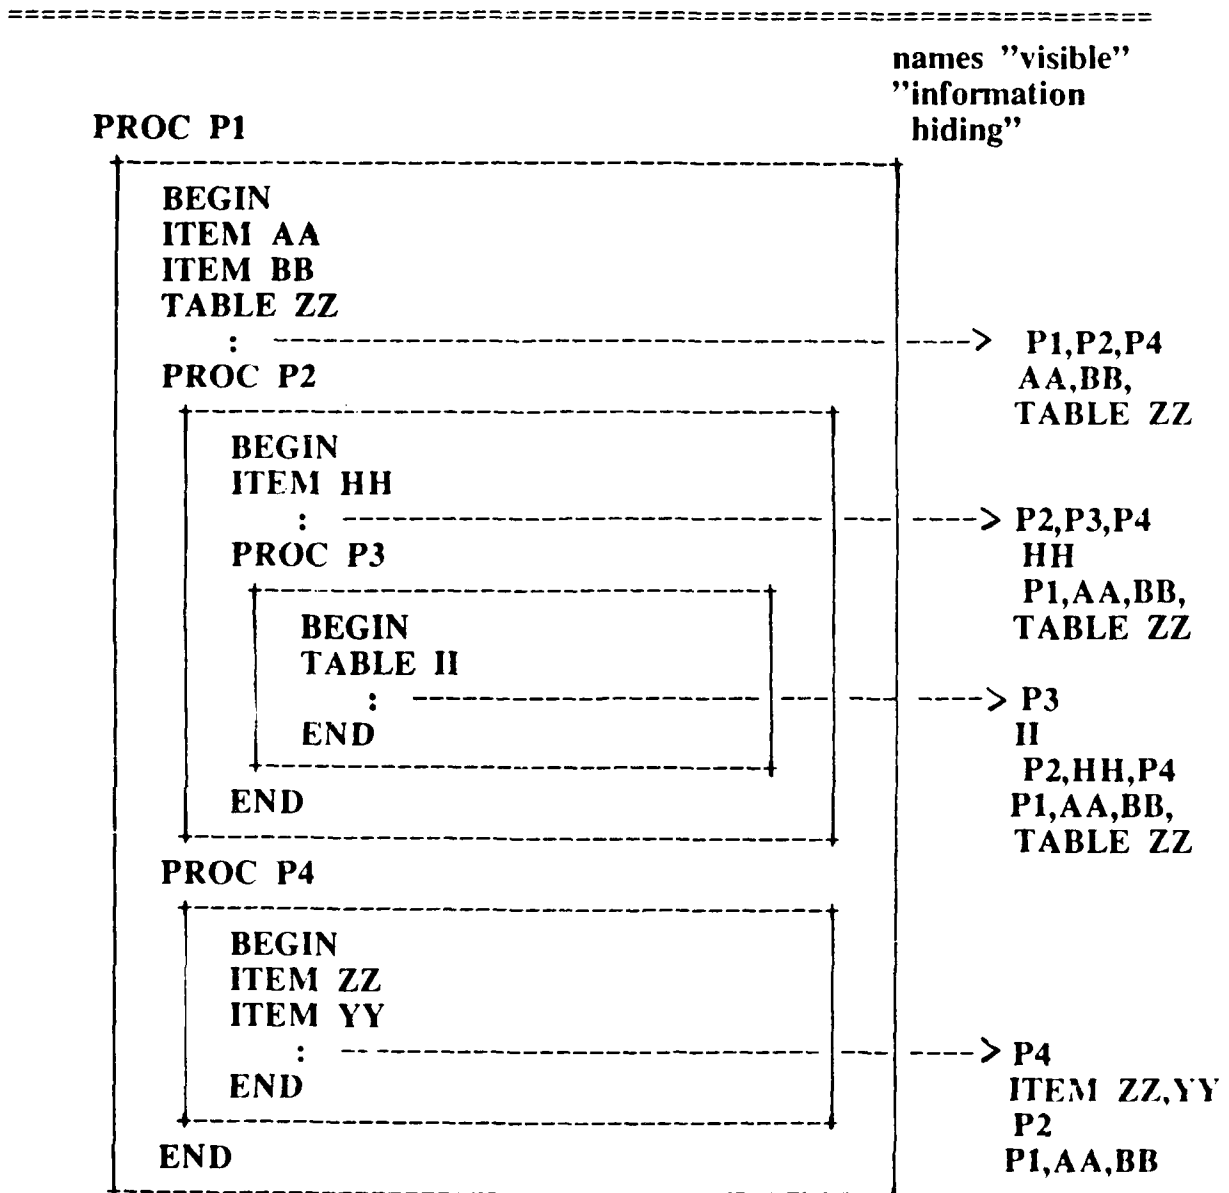 names "visible"
"information
hiding"
PROC P1
BEGIN
ITEM AA
ITEM BB
TABLE ZZ
: P1,P2,P4
PROC P2 AA,BB,
TABLE ZZ
BEGIN
ITEM HH
: P2,P3,P4
PROC P3 HH
P1,AA,BB,
BEGIN TABLE ZZ
TABLE II
: P3
END II
P2,HH,P4
END P1,AA,BB,
TABLE ZZ
PROC P4
BEGIN
ITEM ZZ
ITEM YY
: P4
END ITEM ZZ,YY
P2
END P1,AA,BB